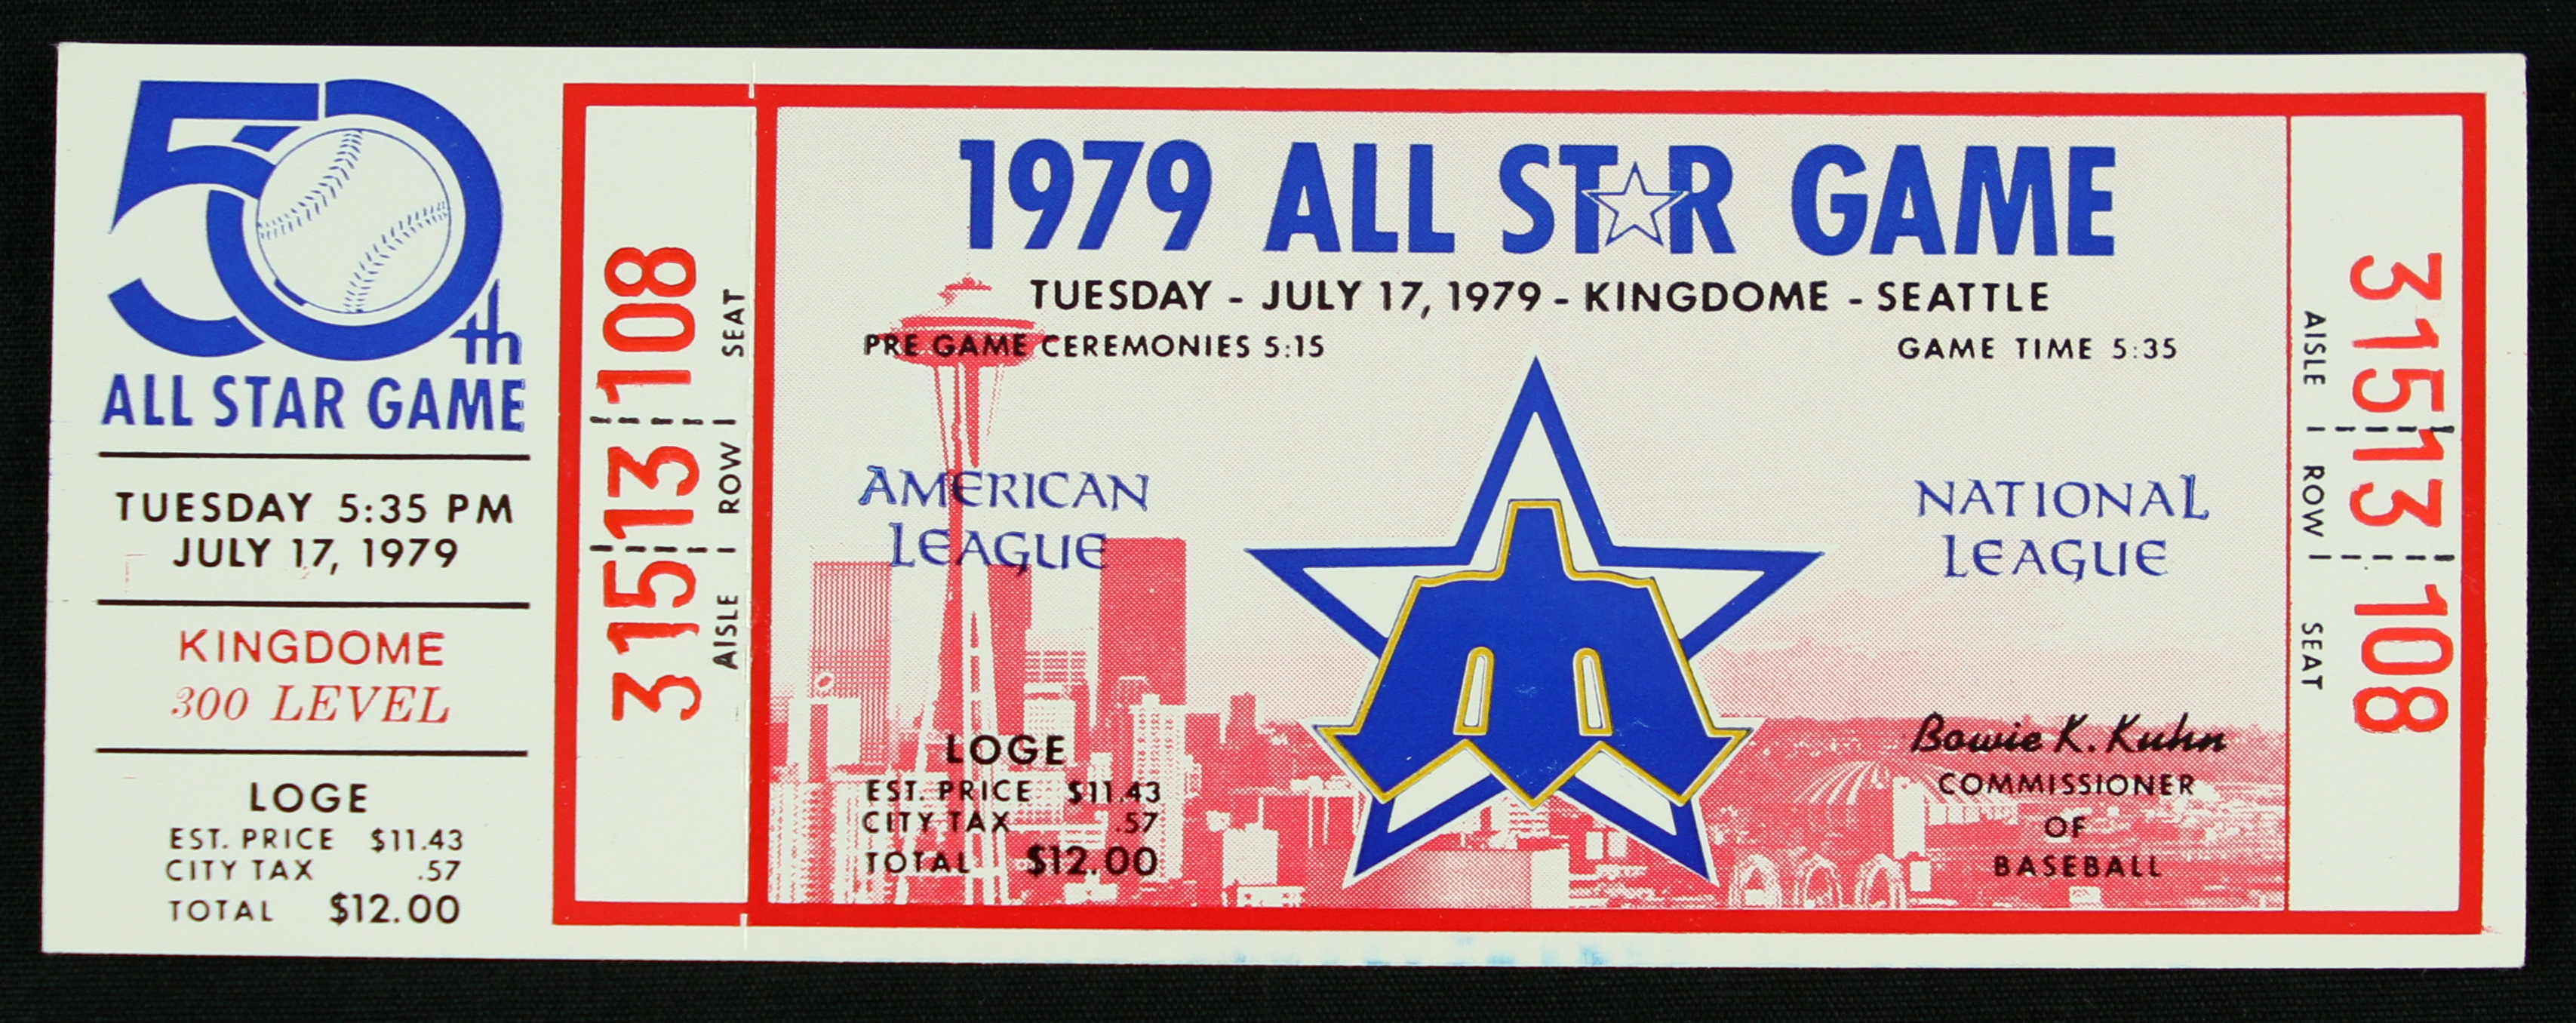 50th
ALL STAR GAME
TUESDAY 5:35 PM
JULY 17, 1979
KINGDOME
300 LEVEL
LOGE
EST. PRICE $11.43
CITY TAX .57
TOTAL $12.00
315 13 108
AISLE ROW SEAT
1979 ALL STAR GAME
TUESDAY - JULY 17, 1979 - KINGDOME - SEATTLE
PRE GAME CEREMONIES 5:15
GAME TIME 5:35
AMERICAN
LEAGUE
NATIONAL
LEAGUE
LOGE
EST. PRICE $11.43
CITY TAX .57
TOTAL $12.00
Bowie K. Kuhn
COMMISSIONER
OF
BASEBALL
315 13 108
AISLE ROW SEAT